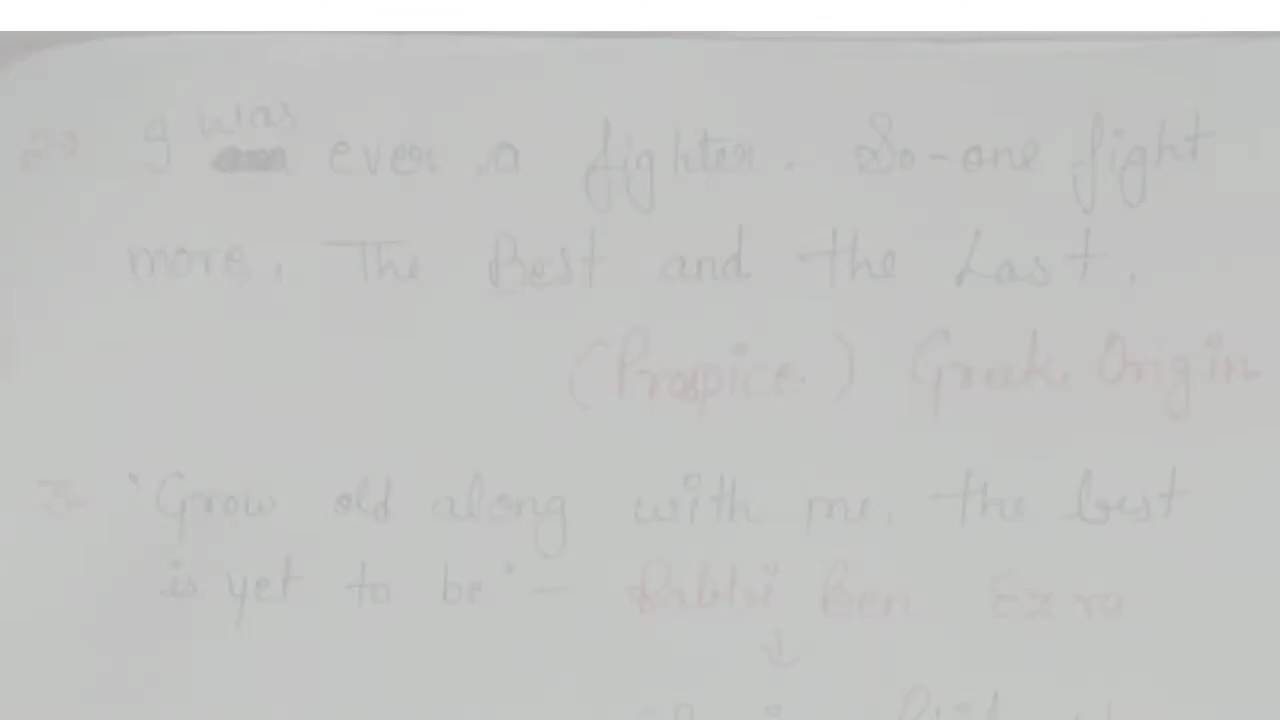 I was ever a fighter. So-one fight
more. The Best and the Last.
(Prospice) Greek Origin
'Grow old along with me. the best
is yet to be' - Rabbi Ben Exra